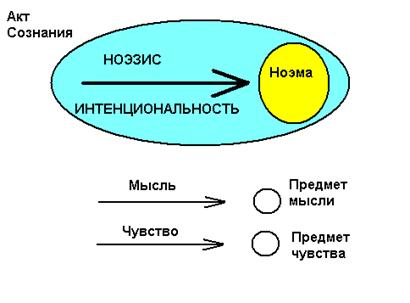 Акт
Сознания
НОЭЗИС
Ноэма
ИНТЕНЦИОНАЛЬНОСТЬ
Мысль
Предмет
мысли
Чувство
Предмет
чувства